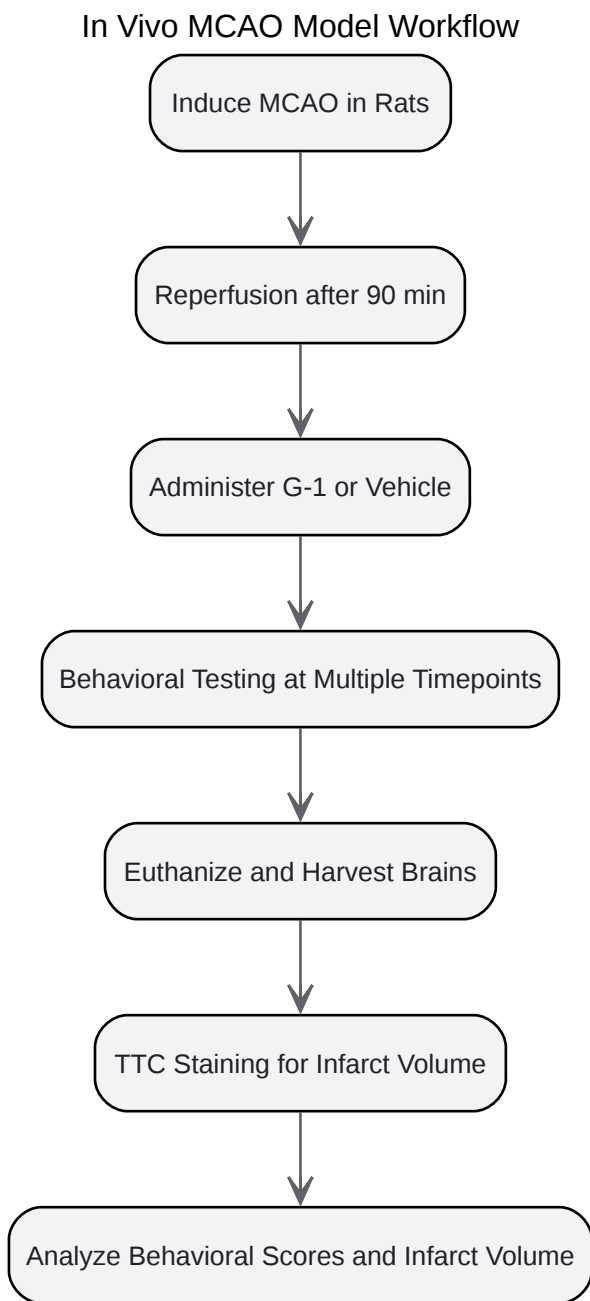 In Vivo MCAO Model Workflow
Induce MCAO in Rats
Reperfusion after 90 min
Administer G-1 or Vehicle
Behavioral Testing at Multiple Timepoints
Euthanize and Harvest Brains
TTC Staining for Infarct Volume
Analyze Behavioral Scores and Infarct Volume